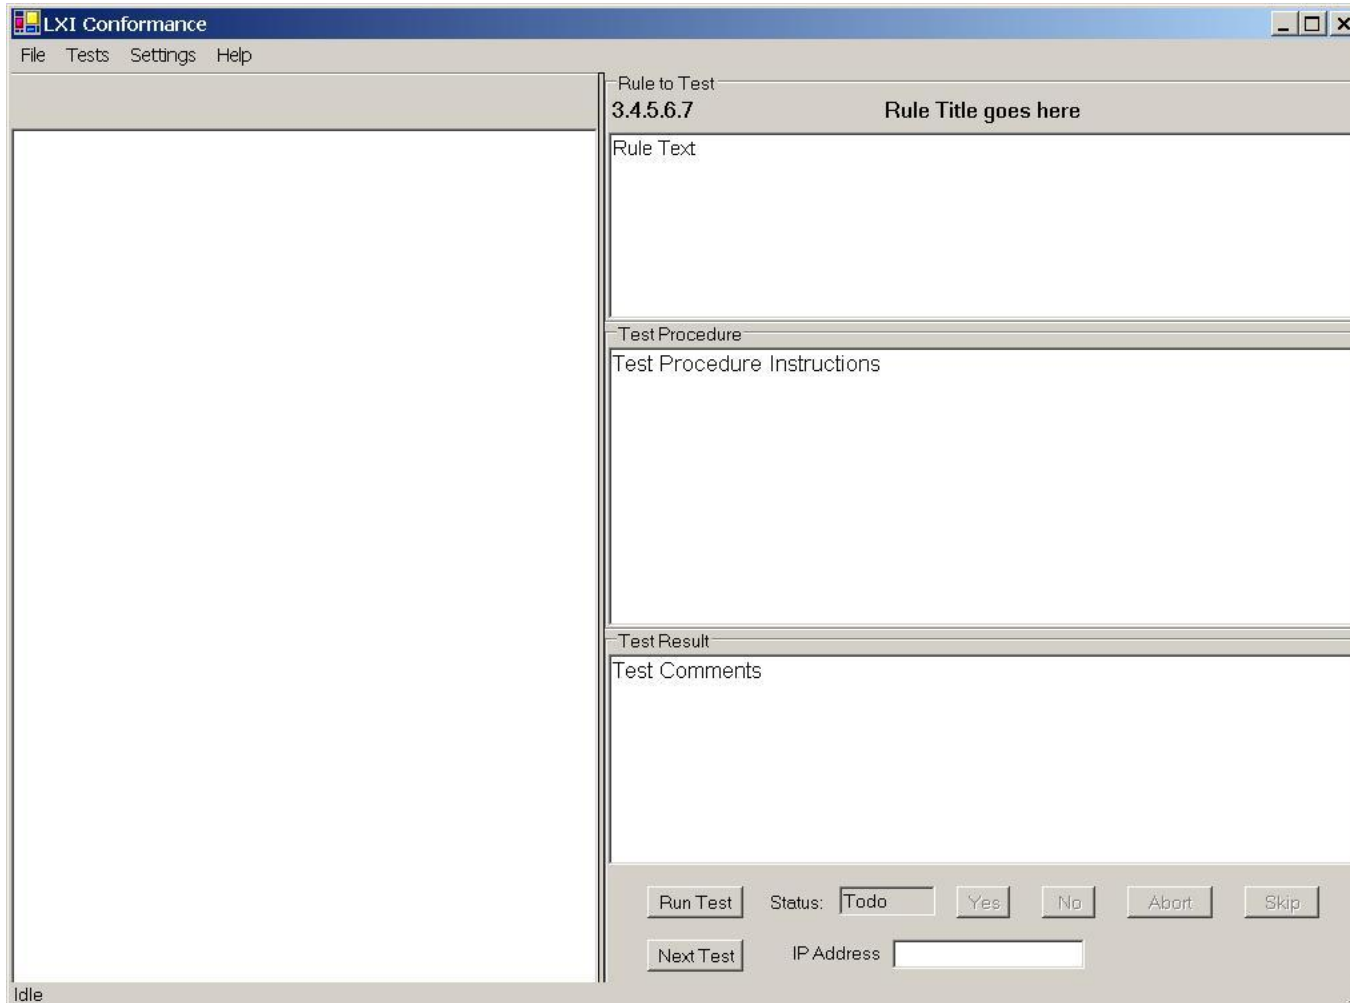 LXI Conformance
File Tests Settings Help
Rule to Test
3.4.5.6.7 Rule Title goes here
Rule Text
Test Procedure
Test Procedure Instructions
Test Result
Test Comments
Run Test Status: Todo Yes No Abort Skip
Next Test IP Address
Idle